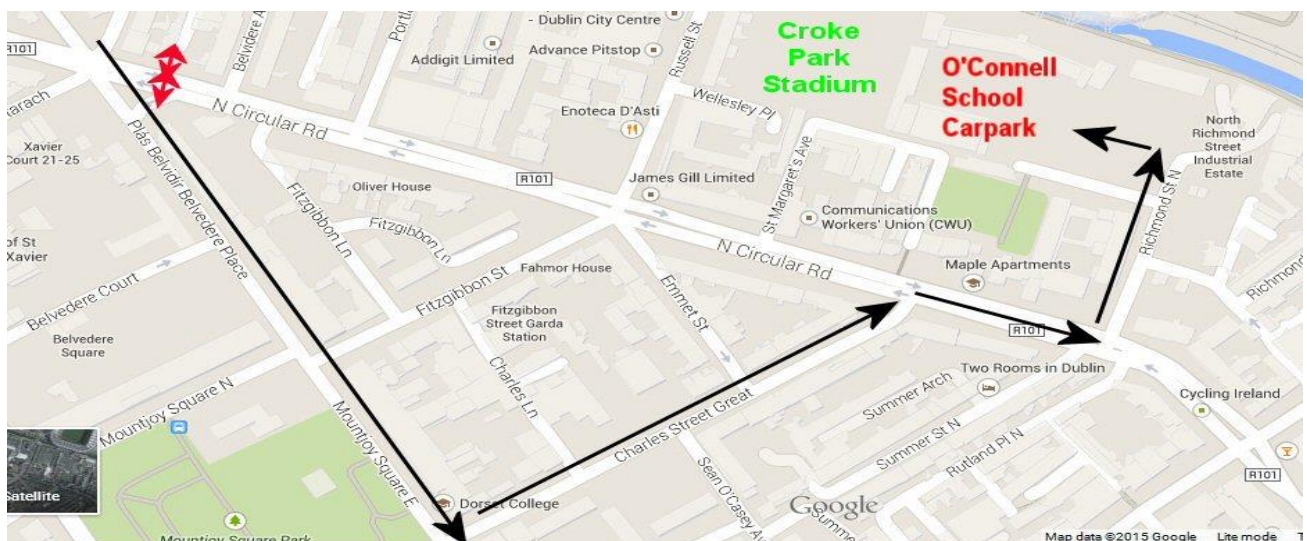 R101
Belvidere A
Portl
- Dublin City Centre
Addigit Limited
Advance Pitstop
Russell St
Croke
Park
Stadium
O'Connell
School
Carpark
tarach
N Circular Rd
Enoteca D'Asti
Wellesley Pl
North
Richmond
Street
Industrial
Estate
Xavier
Court 21-25
Plás Belvidir Belvedere Place
Oliver House
R101
James Gill Limited
St Margaret's Ave
Communications
Workers' Union (CWU)
Richmond St N
Fitzgibbon Ln
Fitzgibbon Ln
of St
Xavier
Fahmor House
N Circular Rd
Maple Apartments
Richmond
Belvedere Court
Fitzgibbon St
Emmet St
Fitzgibbon
Street Garda
Station
Belvedere
Square
R101
Charles Ln
Two Rooms in Dublin
Mountjoy Square N
Summer Arch
Cycling Ireland
Mountjoy Square E
Charles Street Great
Summer St N
Rutland Pl N
R101
Satellite
Dorset College
Sean O'Casey Av
Google
Summe
Mountjoy Square Park
Map data ©2015 Google
Lite mode
T